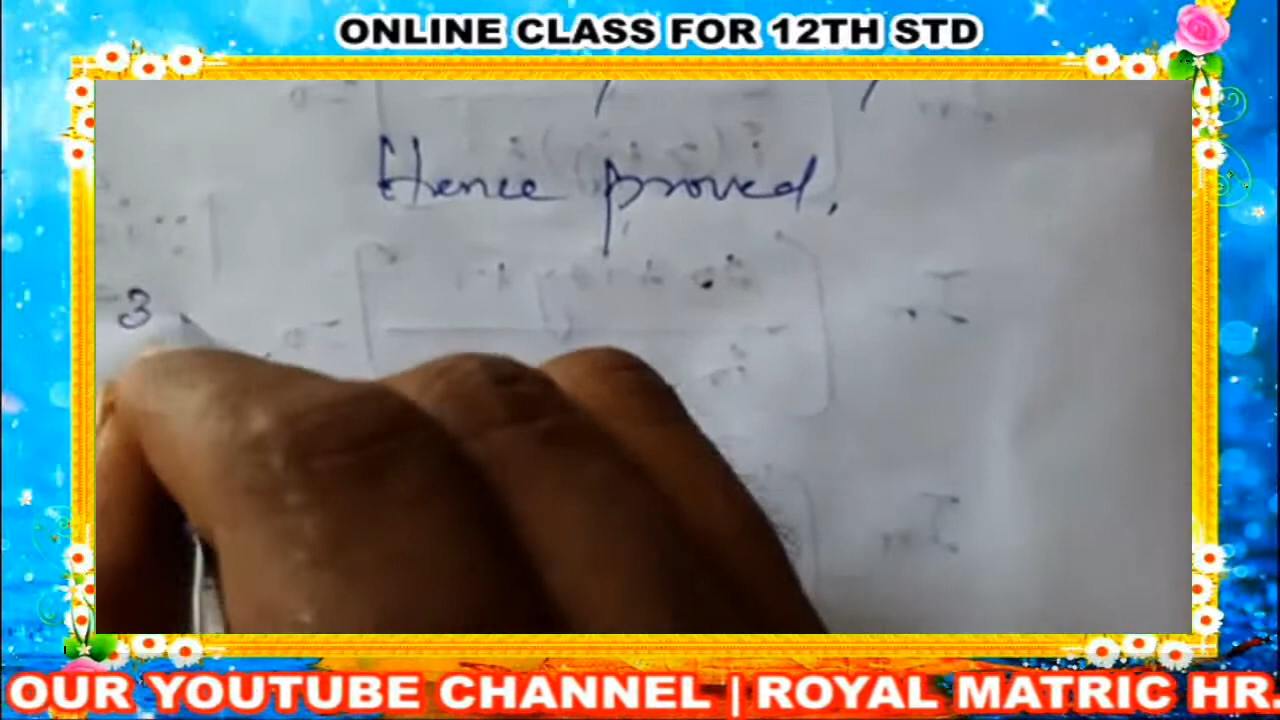 ONLINE CLASS FOR 12TH STD
Hence proved,
3
OUR YOUTUBE CHANNEL | ROYAL MATRIC HR.